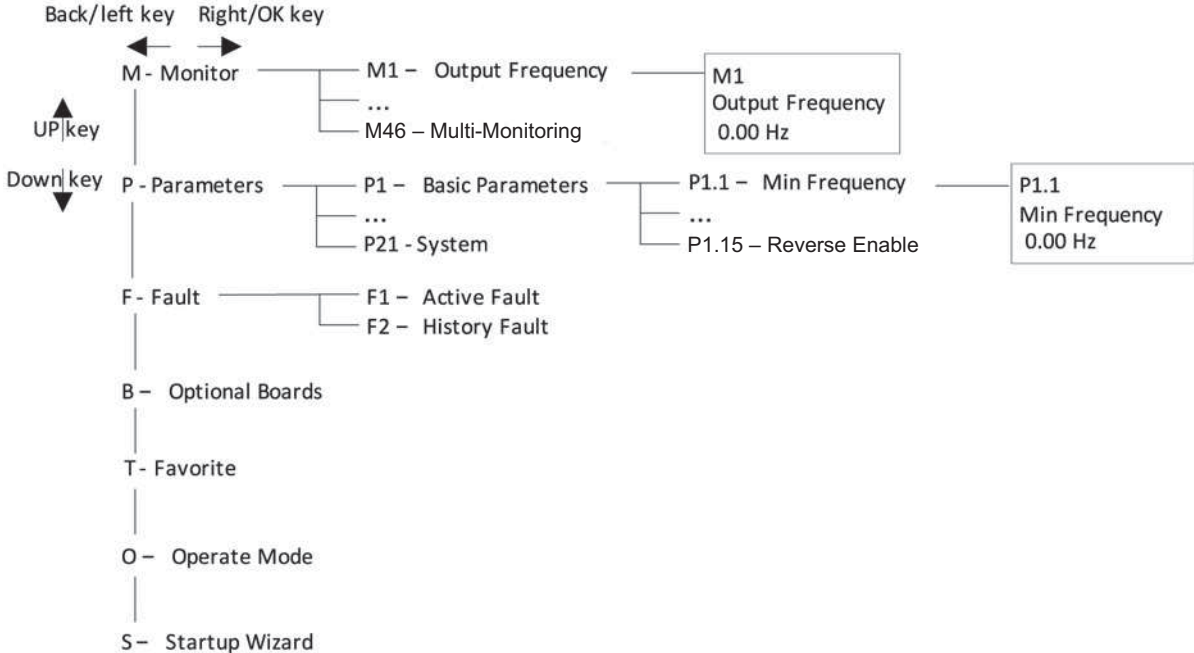 Back/left key Right/OK key
M - Monitor M1 – Output Frequency M1
Output Frequency
0.00 Hz
...
M46 – Multi-Monitoring
UP key
Down key
P - Parameters P1 – Basic Parameters P1.1 – Min Frequency P1.1
Min Frequency
0.00 Hz
... ...
P21 - System P1.15 – Reverse Enable
F - Fault F1 – Active Fault
F2 – History Fault
B – Optional Boards
T - Favorite
O – Operate Mode
S – Startup Wizard